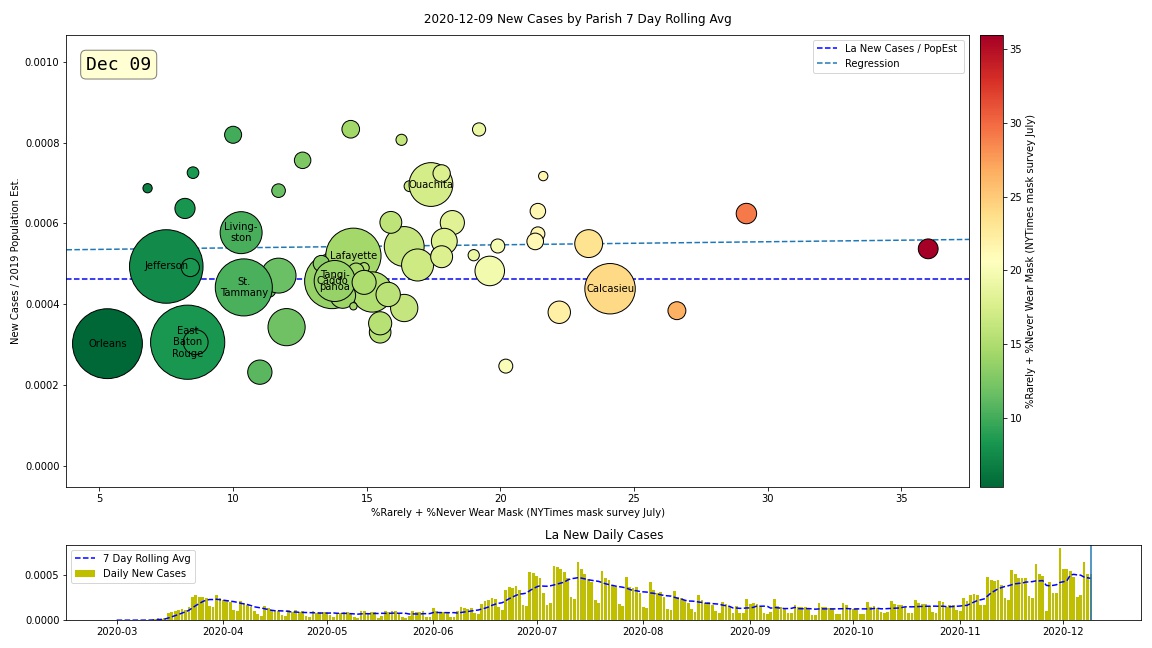 2020-12-09 New Cases by Parish 7 Day Rolling Avg
Dec 09
La New Cases / PopEst
Regression
New Cases / 2019 Population Est.
0.0010
0.0008
0.0006
0.0004
0.0002
0.0000
Ouachita
Living-
ston
Lafayette
Jefferson
Tangi-
pahoa
Caddo
St.
Tammany
Calcasieu
Orleans
East
Baton
Rouge
5
10
15
20
25
30
35
%Rarely + %Never Wear Mask (NYTimes mask survey July)
35
30
25
20
15
10
%Rarely + %Never Wear Mask (NYTimes mask survey July)
La New Daily Cases
7 Day Rolling Avg
Daily New Cases
0.0005
0.0000
2020-03
2020-04
2020-05
2020-06
2020-07
2020-08
2020-09
2020-10
2020-11
2020-12